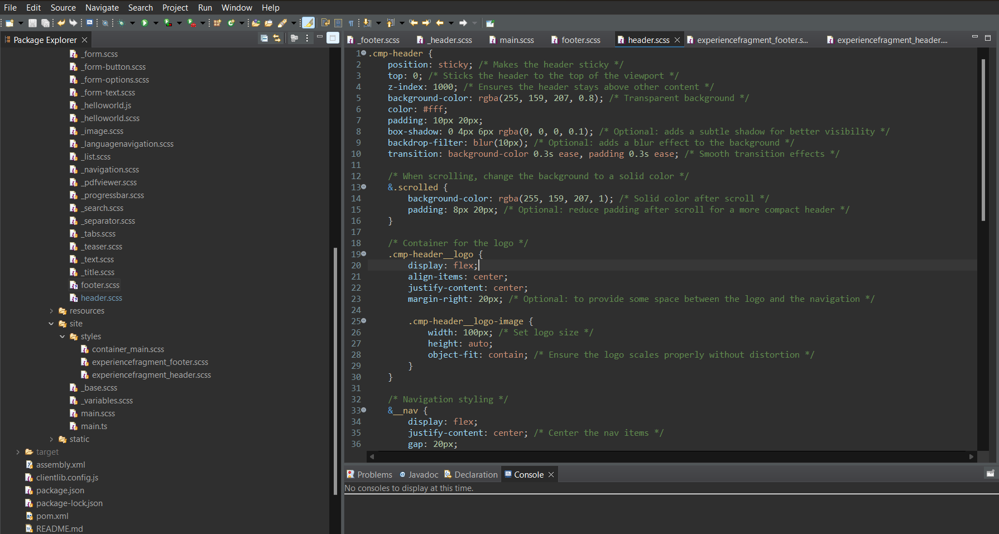 File Edit Source Navigate Search Project Run Window Help
Package Explorer
_form.scss
_form-button.scss
_form-options.scss
_form-text.scss
_helloworld.js
_helloworld.scss
_image.scss
_languagenavigation.scss
_list.scss
_navigation.scss
_pdfviewer.scss
_progressbar.scss
_search.scss
_separator.scss
_tabs.scss
_teaser.scss
_text.scss
_title.scss
footer.scss
header.scss
resources
site
styles
container_main.scss
experiencefragment_footer.scss
experiencefragment_header.scss
_base.scss
_variables.scss
main.scss
main.ts
static
target
assembly.xml
clientlib.config.js
package.json
package-lock.json
pom.xml
README.md
_footer.scss _header.scss main.scss footer.scss header.scss experiencefragment_footer.s... experiencefragment_header....
1 .cmp-header {
2 position: sticky; /* Makes the header sticky */
3 top: 0; /* Sticks the header to the top of the viewport */
4 z-index: 1000; /* Ensures the header stays above other content */
5 background-color: rgba(255, 159, 207, 0.8); /* Transparent background */
6 color: #fff;
7 padding: 10px 20px;
8 box-shadow: 0 4px 6px rgba(0, 0, 0, 0.1); /* Optional: adds a subtle shadow for better visibility */
9 backdrop-filter: blur(10px); /* Optional: adds a blur effect to the background */
10 transition: background-color 0.3s ease, padding 0.3s ease; /* Smooth transition effects */
11
12 /* When scrolling, change the background to a solid color */
13 &.scrolled {
14 background-color: rgba(255, 159, 207, 1); /* Solid color after scroll */
15 padding: 8px 20px; /* Optional: reduce padding after scroll for a more compact header */
16 }
17
18 /* Container for the logo */
19 .cmp-header__logo {
20 display: flex;
21 align-items: center;
22 justify-content: center;
23 margin-right: 20px; /* Optional: to provide some space between the logo and the navigation */
24
25 .cmp-header__logo-image {
26 width: 100px; /* Set logo size */
27 height: auto;
28 object-fit: contain; /* Ensure the logo scales properly without distortion */
29 }
30 }
31
32 /* Navigation styling */
33 &__nav {
34 display: flex;
35 justify-content: center; /* Center the nav items */
36 gap: 20px;
Problems Javadoc Declaration Console
No consoles to display at this time.